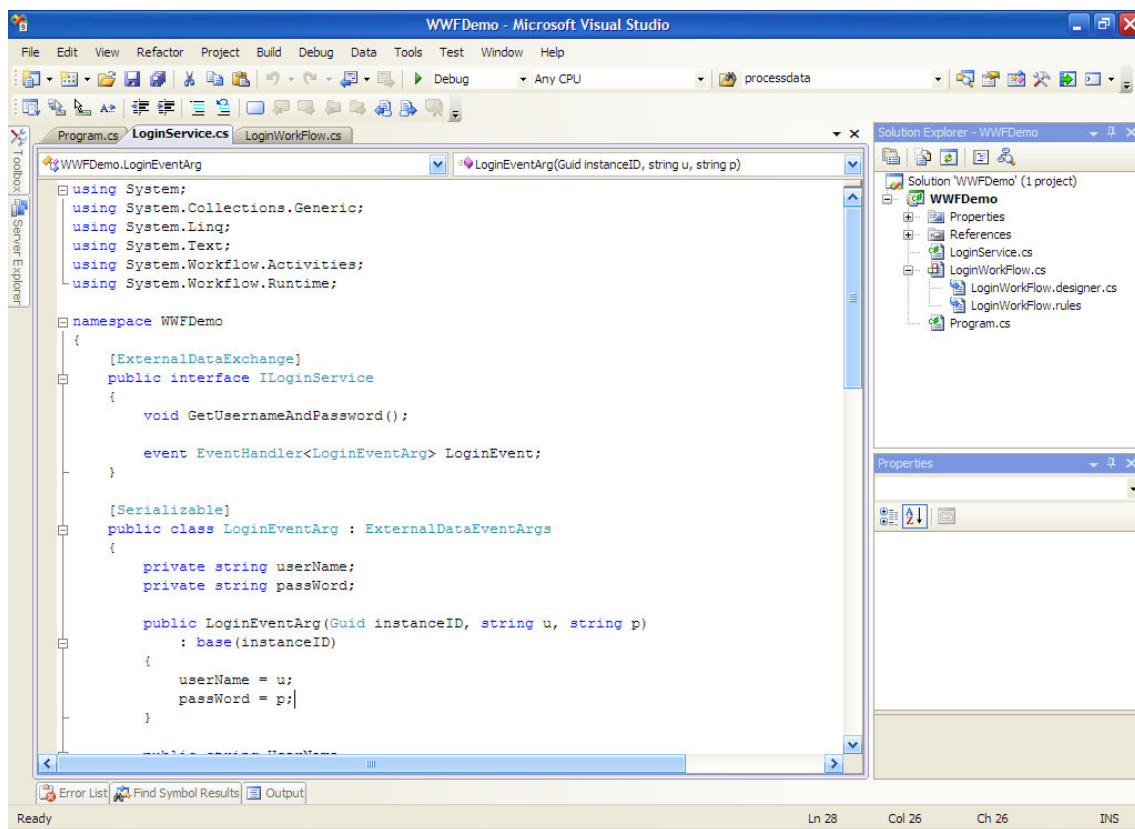 WWFDemo - Microsoft Visual Studio
File Edit View Refactor Project Build Debug Data Tools Test Window Help
Debug Any CPU processdata
Program.cs LoginService.cs LoginWorkFlow.cs
WWFDemo.LoginEventArg LoginEventArg(Guid instanceID, string u, string p)
Toolbox
Server Explorer
using System;
using System.Collections.Generic;
using System.Linq;
using System.Text;
using System.Workflow.Activities;
using System.Workflow.Runtime;
namespace WWFDemo
{
[ExternalDataExchange]
public interface ILoginService
{
void GetUsernameAndPassword();
event EventHandler<LoginEventArg> LoginEvent;
}
[Serializable]
public class LoginEventArg : ExternalDataEventArgs
{
private string userName;
private string passWord;
public LoginEventArg(Guid instanceID, string u, string p)
: base(instanceID)
{
userName = u;
passWord = p;
}
public string UserName
Solution Explorer - WWFDemo
Solution 'WWFDemo' (1 project)
WWFDemo
Properties
References
LoginService.cs
LoginWorkFlow.cs
LoginWorkFlow.designer.cs
LoginWorkFlow.rules
Program.cs
Properties
Error List Find Symbol Results Output
Ready Ln 28 Col 26 Ch 26 INS